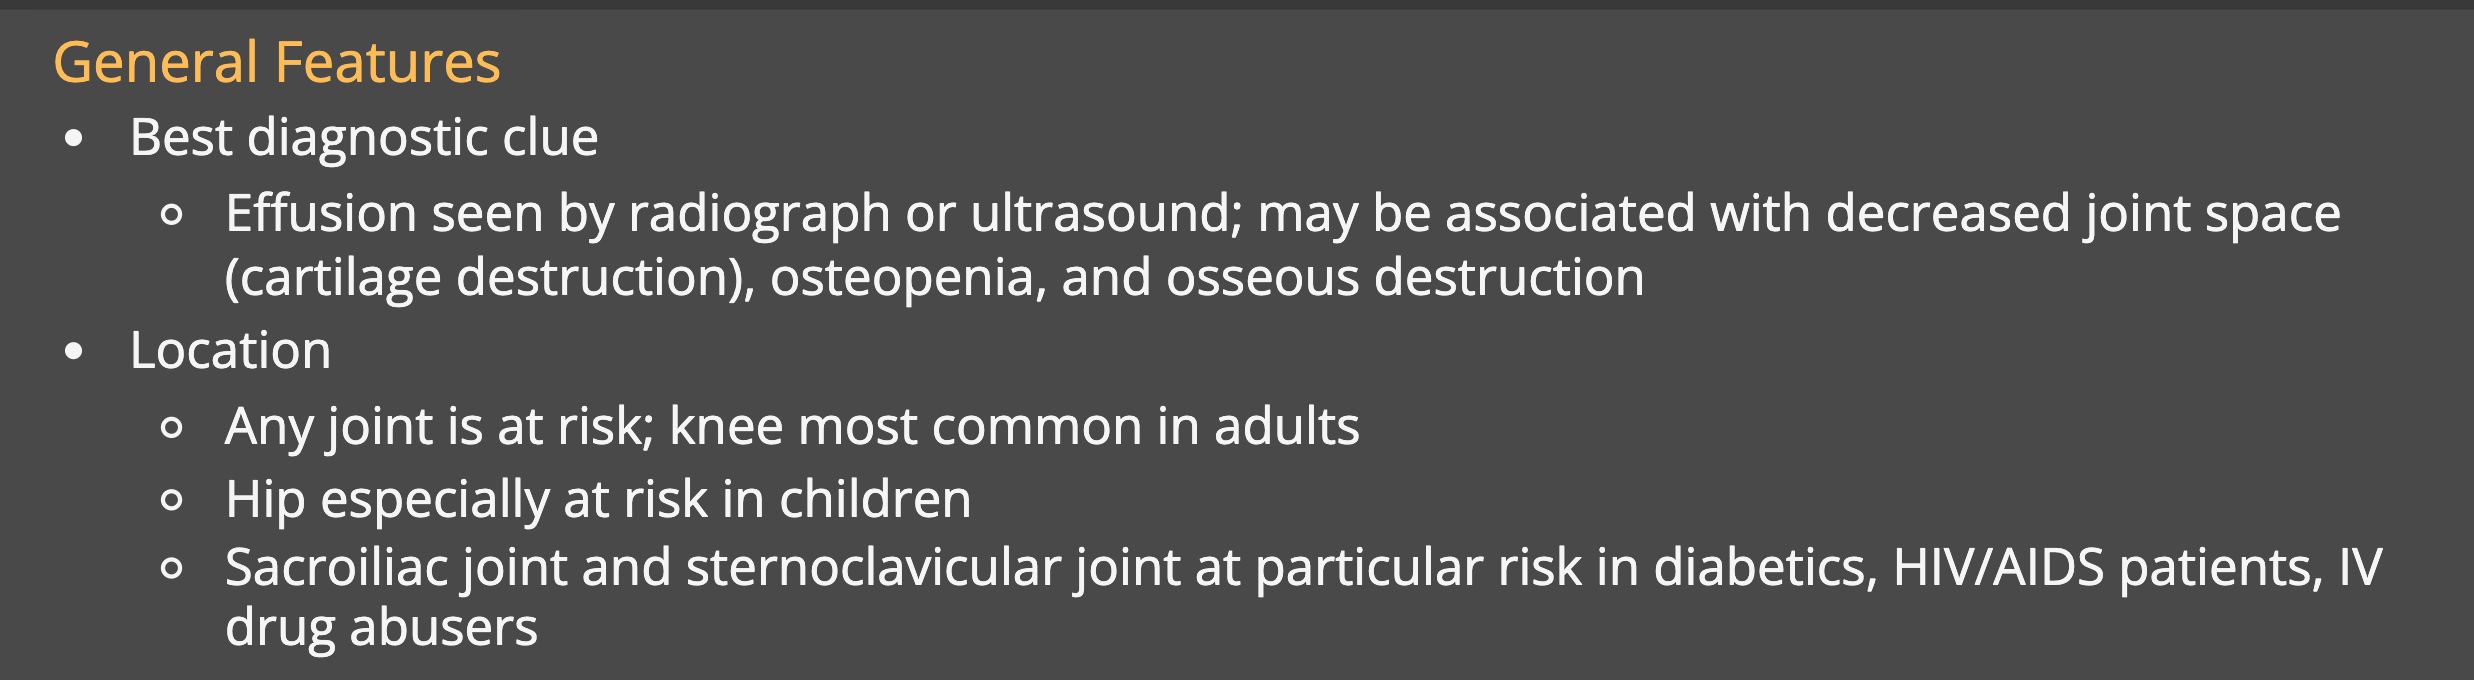 General Features
• Best diagnostic clue
○ Effusion seen by radiograph or ultrasound; may be associated with decreased joint space
(cartilage destruction), osteopenia, and osseous destruction
• Location
○ Any joint is at risk; knee most common in adults
○ Hip especially at risk in children
○ Sacroiliac joint and sternoclavicular joint at particular risk in diabetics, HIV/AIDS patients, IV
drug abusers